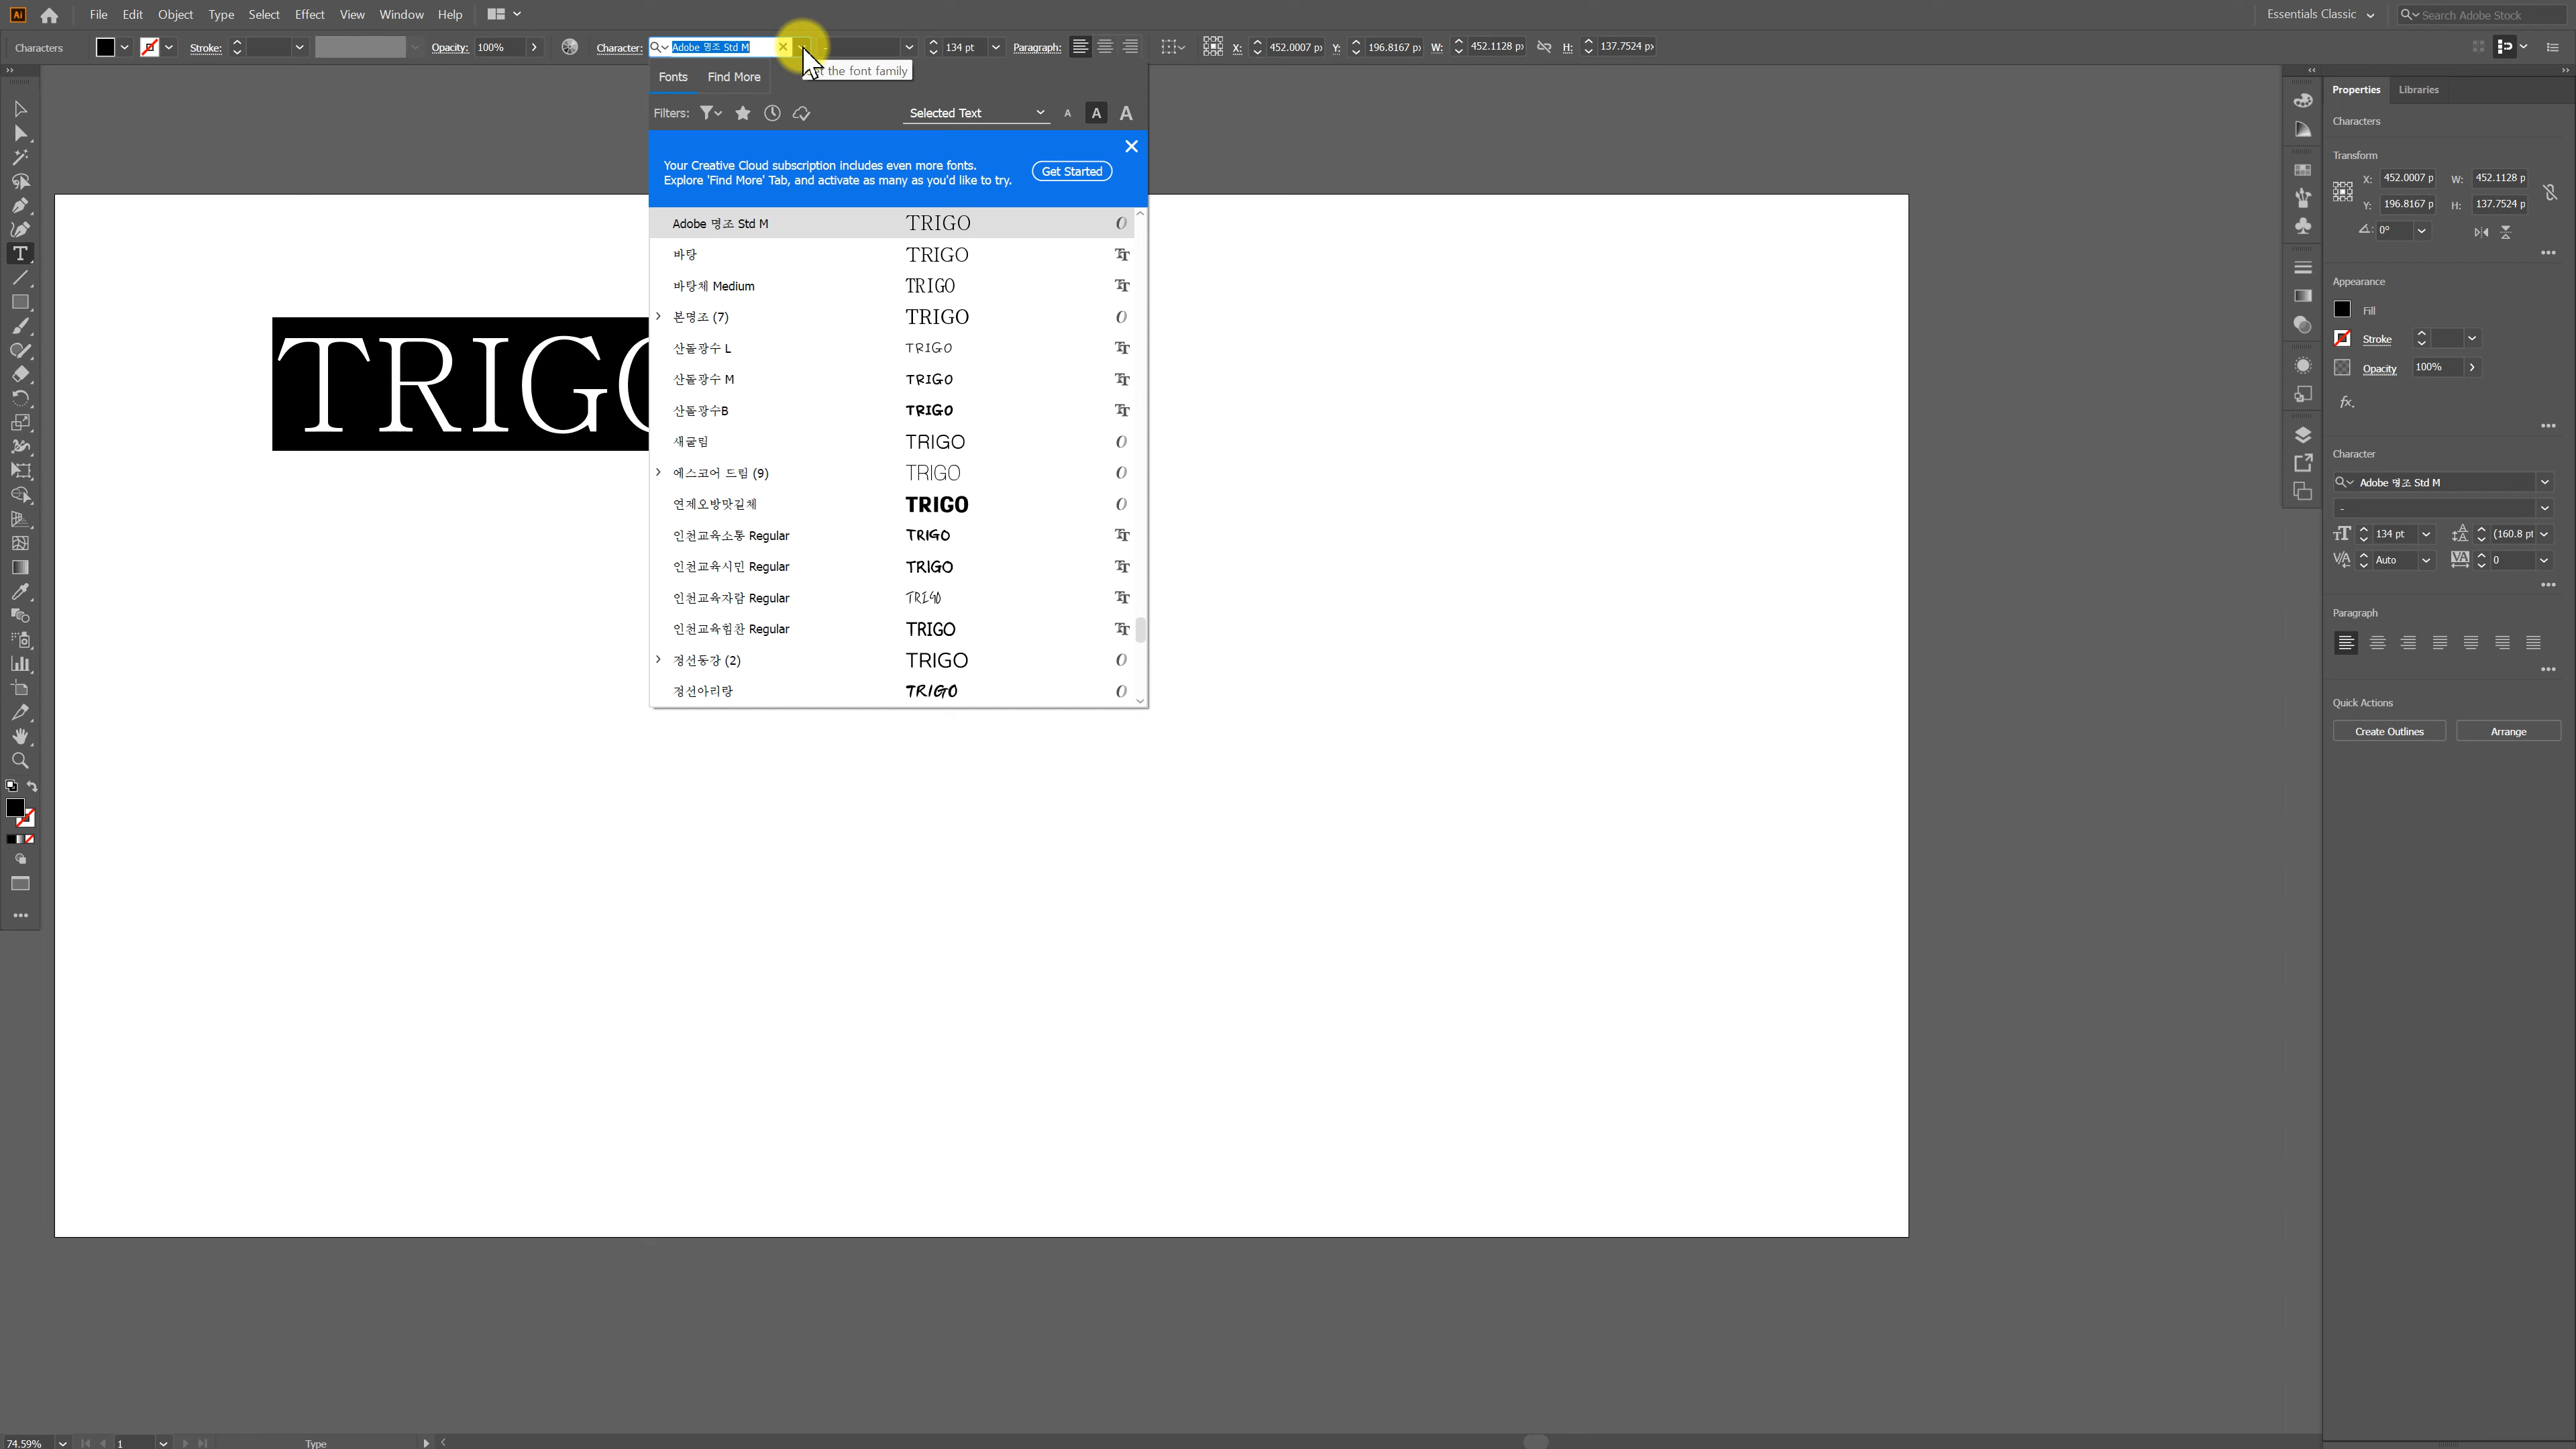 Ai File Edit Object Type Select Effect View Window Help Essentials Classic Search Adobe Stock
Characters Stroke: Opacity: 100% Character: Adobe 명조 Std M - 134 pt Paragraph: X: 452.0007 px Y: 196.8167 px W: 452.1128 px H: 137.7524 px
the font family
Fonts Find More
Filters: Selected Text A A A
Your Creative Cloud subscription includes even more fonts.
Explore 'Find More' Tab, and activate as many as you'd like to try.
Get Started
Adobe 명조 Std M TRIGO
바탕 TRIGO
바탕체 Medium TRIGO
본명조 (7) TRIGO
산돌광수 L TRIGO
산돌광수 M TRIGO
산돌광수B TRIGO
새굴림 TRIGO
에스코어 드림 (9) TRIGO
연제오방맛길체 TRIGO
인천교육소통 Regular TRIGO
인천교육시민 Regular TRIGO
인천교육자람 Regular TRIGO
인천교육힘찬 Regular TRIGO
정선동강 (2) TRIGO
정선아리랑 TRIGO
TRIGO
Properties Libraries
Characters
Transform
X: 452.0007 p W: 452.1128 p
Y: 196.8167 p H: 137.7524 p
0°
Appearance
Fill
Stroke
Opacity 100%
fx.
Character
Adobe 명조 Std M
-
134 pt (160.8 pt
Auto 0
Paragraph
Quick Actions
Create Outlines Arrange
74.59% 1 Type